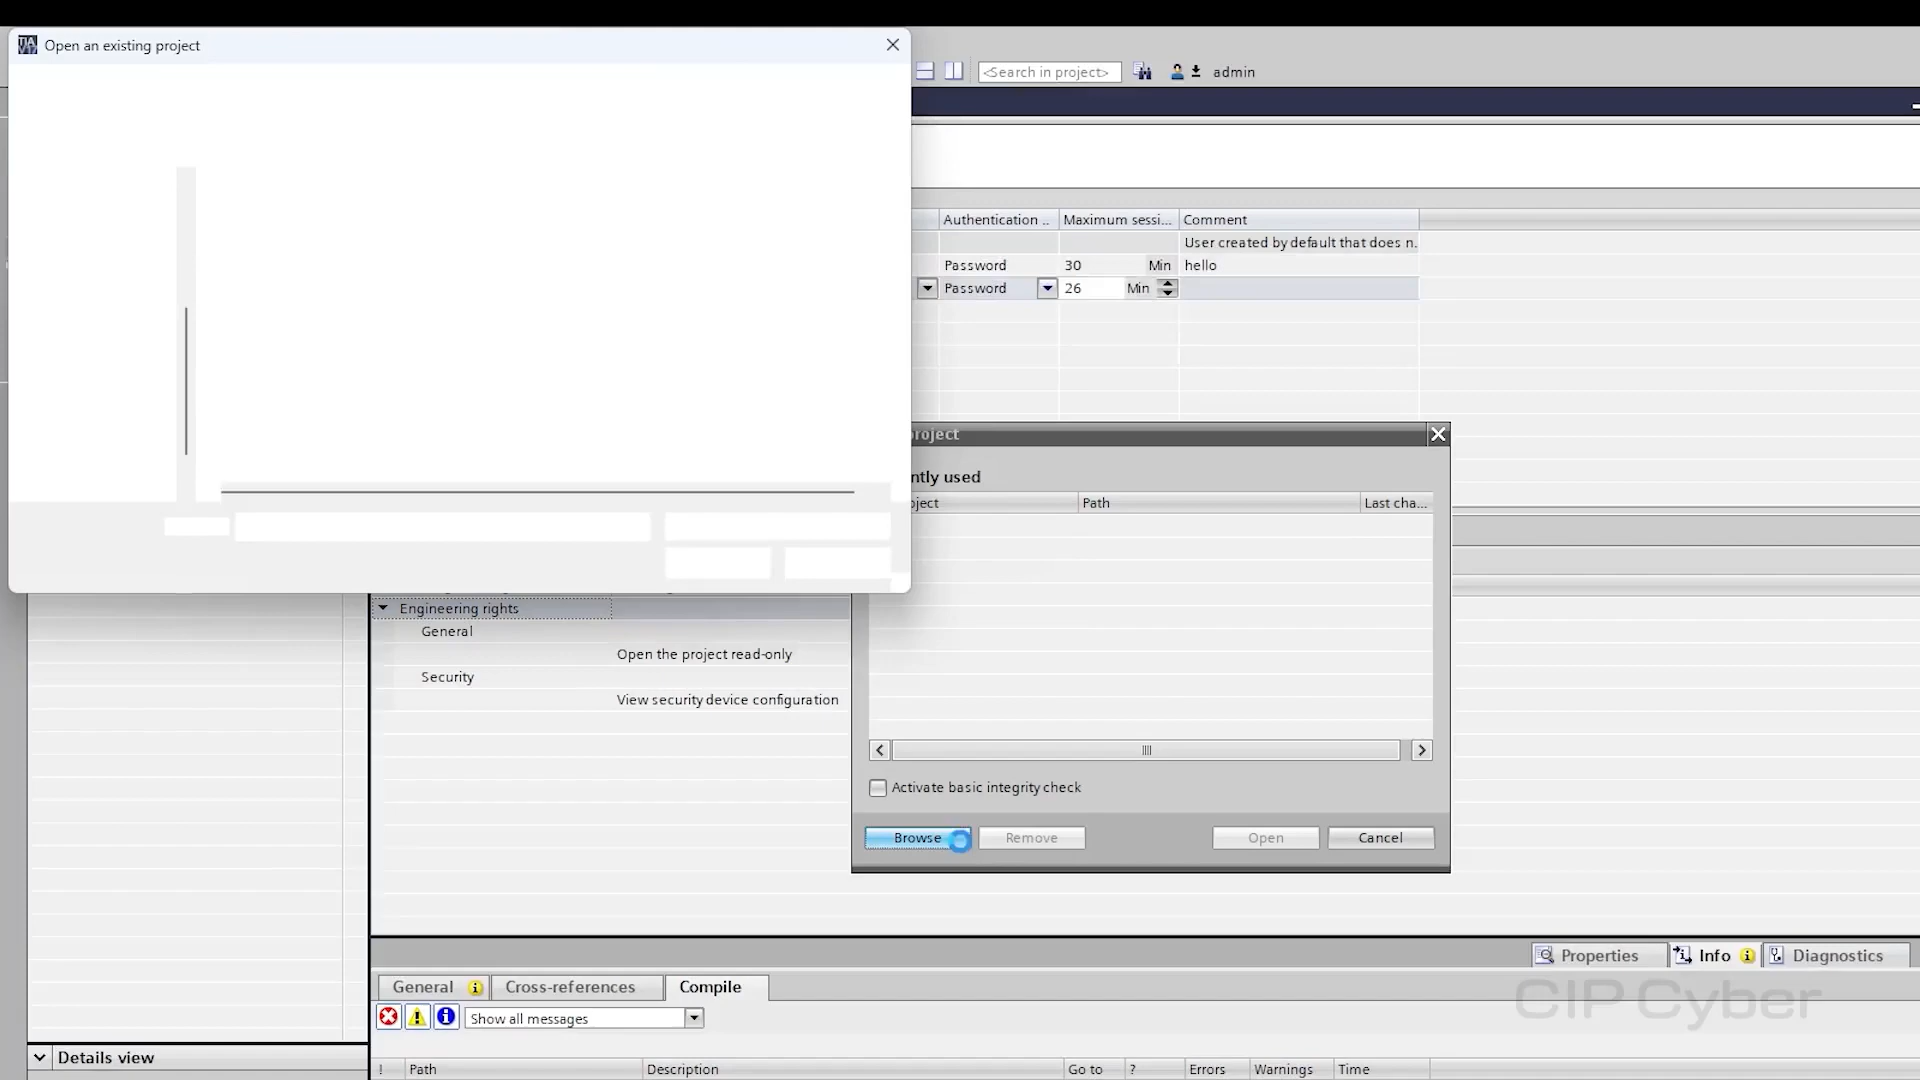 Open an existing project
<Search in project>
admin
Authentication ..
Maximum sessi...
Comment
User created by default that does n.
Password
30
Min
hello
Password
26
Min
roject
ntly used
ject
Path
Last cha...
Engineering rights
General
Open the project read-only
Security
View security device configuration
Activate basic integrity check
Browse
Remove
Open
Cancel
Properties
Info
Diagnostics
General
Cross-references
Compile
CIP Cyber
Show all messages
Details view
!
Path
Description
Go to
?
Errors
Warnings
Time